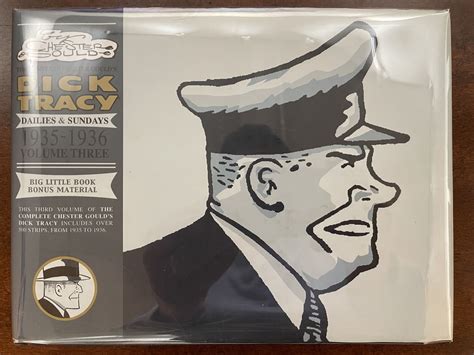 CHESTER
GOULD
DICK
TRACY
DAILIES & SUNDAYS
1935-1936
VOLUME THREE
BIG LITTLE BOOK
BONUS MATERIAL
THIS THIRD VOLUME OF
THE COMPLETE CHESTER GOULD'S
DICK TRACY INCLUDES OVER
500 STRIPS, FROM 1935 TO 1936.